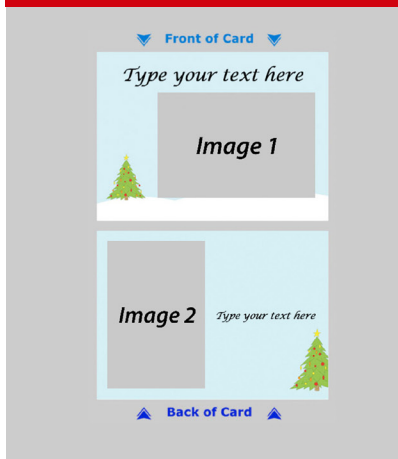 Front of Card
Type your text here
Image 1
Image 2
Type your text here
Back of Card